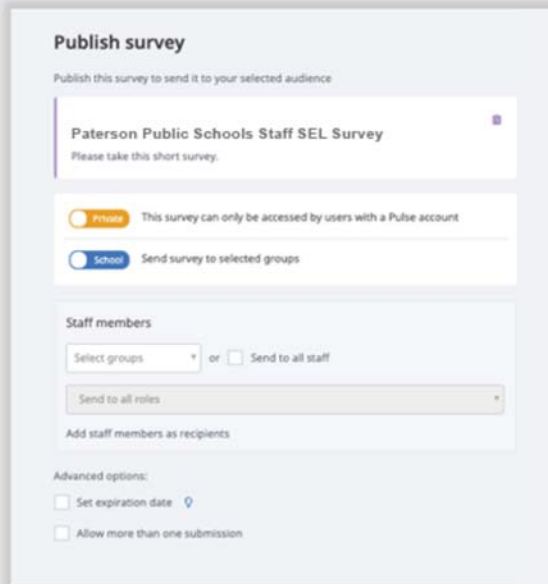 Publish survey
Publish this survey to send it to your selected audience
Paterson Public Schools Staff SEL Survey
Please take this short survey.
Private This survey can only be accessed by users with a Pulse account
School Send survey to selected groups
Staff members
Select groups or Send to all staff
Send to all roles
Add staff members as recipients
Advanced options:
Set expiration date
Allow more than one submission